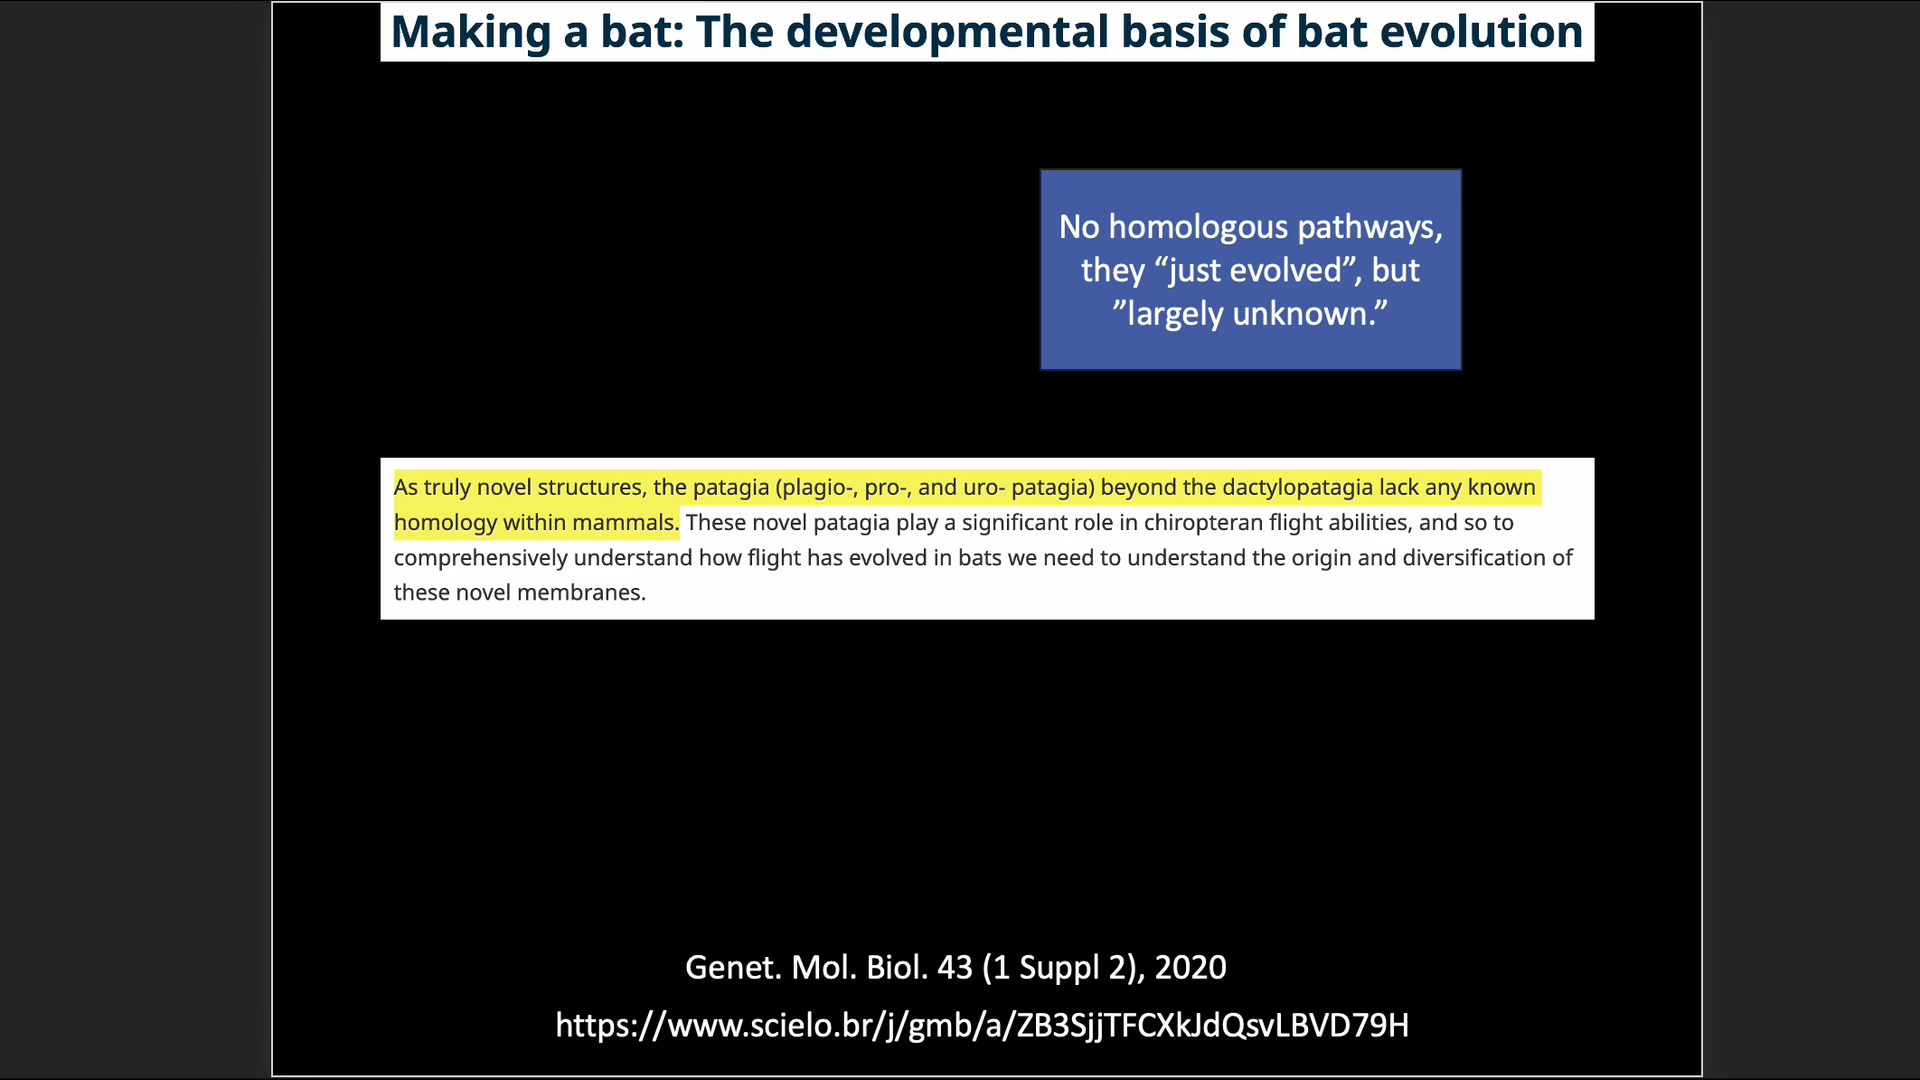 Making a bat: The developmental basis of bat evolution
No homologous pathways,
they “just evolved”, but
”largely unknown.”
As truly novel structures, the patagia (plagio-, pro-, and uro- patagia) beyond the dactylopatagia lack any known
homology within mammals. These novel patagia play a significant role in chiropteran flight abilities, and so to
comprehensively understand how flight has evolved in bats we need to understand the origin and diversification of
these novel membranes.
Genet. Mol. Biol. 43 (1 Suppl 2), 2020
https://www.scielo.br/j/gmb/a/ZB3SjjTFCXkJdQsvLBVD79H